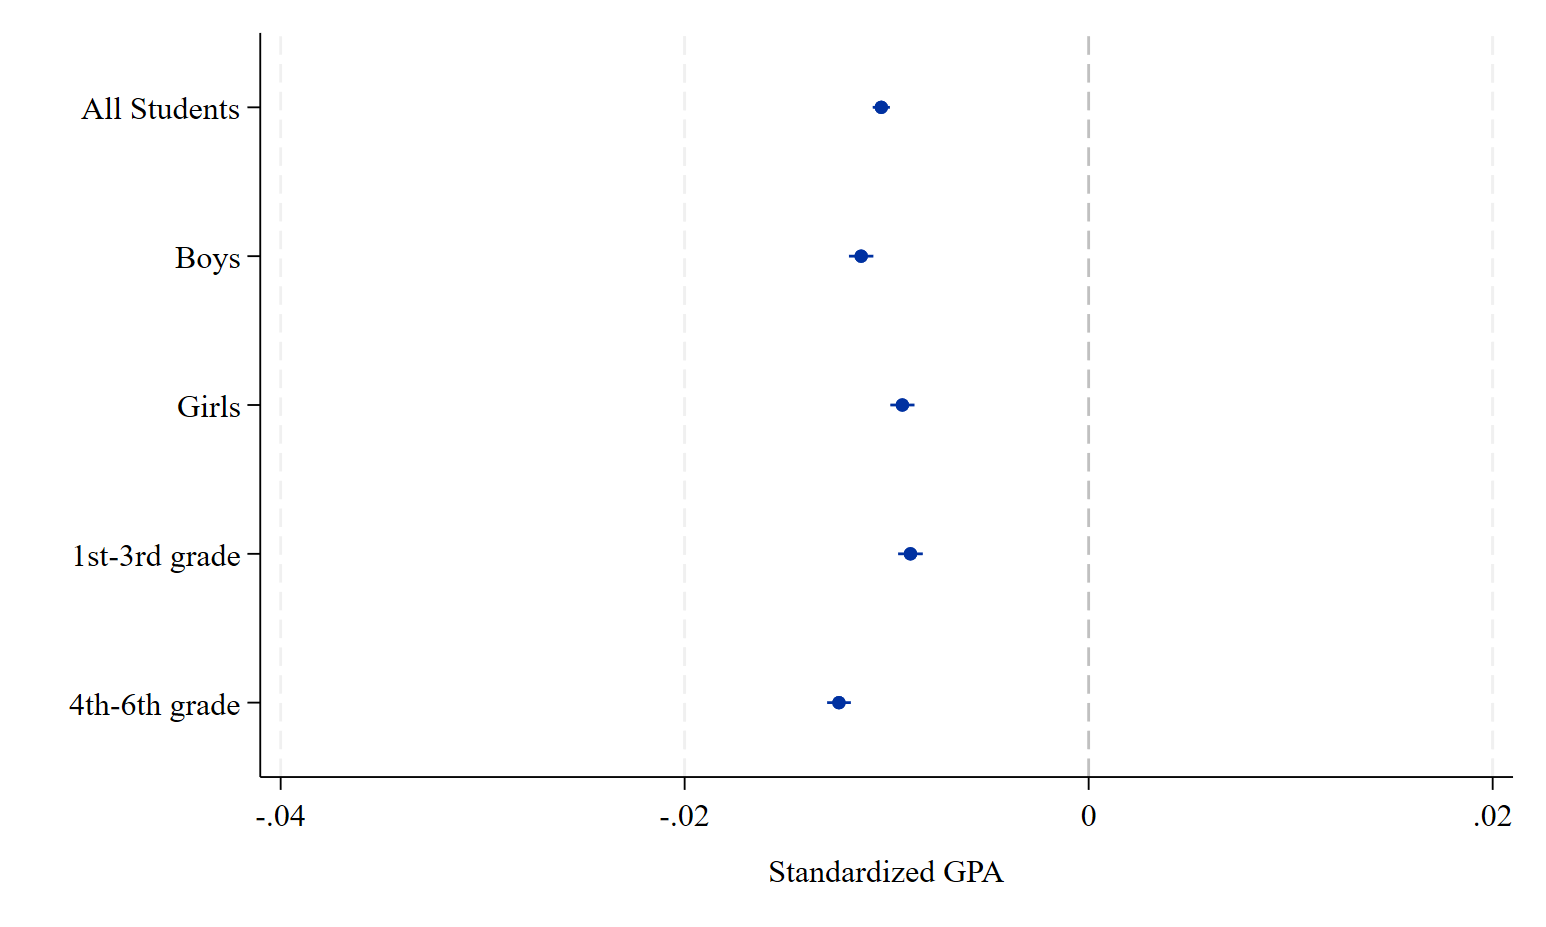 All Students
Boys
Girls
1st-3rd grade
4th-6th grade
-.04 -.02 0 .02
Standardized GPA